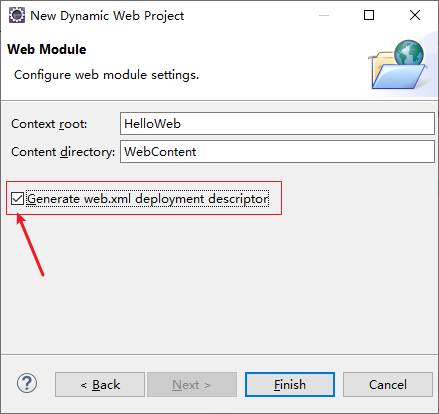 New Dynamic Web Project
Web Module
Configure web module settings.
Context root: HelloWeb
Content directory: WebContent
Generate web.xml deployment descriptor
? < Back Next > Finish Cancel